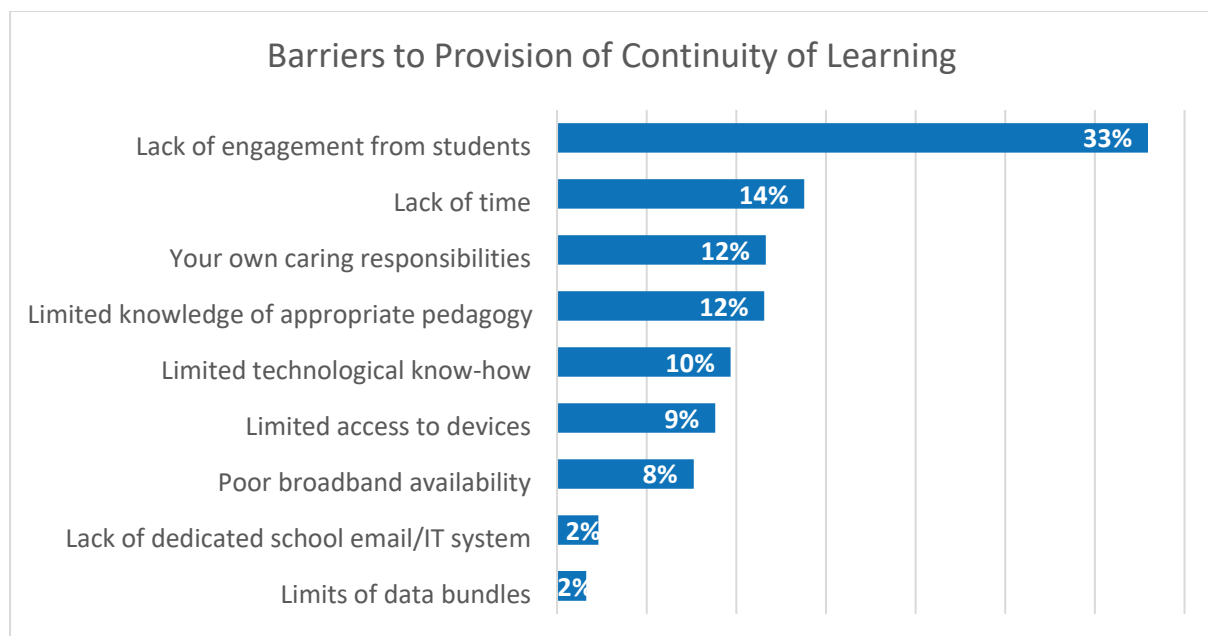 Barriers to Provision of Continuity of Learning
Lack of engagement from students 33%
Lack of time 14%
Your own caring responsibilities 12%
Limited knowledge of appropriate pedagogy 12%
Limited technological know-how 10%
Limited access to devices 9%
Poor broadband availability 8%
Lack of dedicated school email/IT system 2%
Limits of data bundles 2%